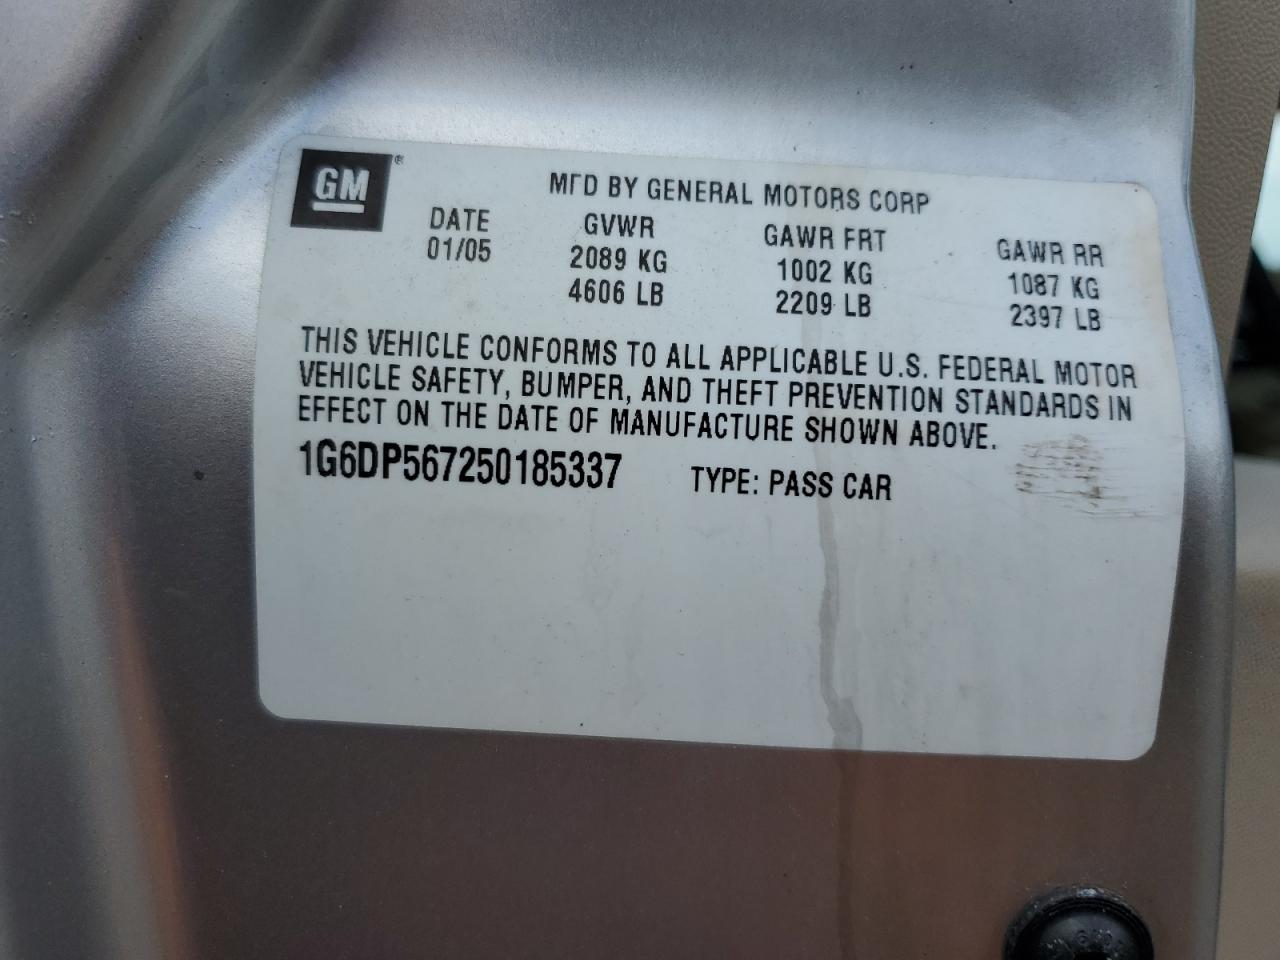 GM®
MFD BY GENERAL MOTORS CORP
DATE GVWR GAWR FRT GAWR RR
01/05 2089 KG 1002 KG 1087 KG
4606 LB 2209 LB 2397 LB
THIS VEHICLE CONFORMS TO ALL APPLICABLE U.S. FEDERAL MOTOR
VEHICLE SAFETY, BUMPER, AND THEFT PREVENTION STANDARDS IN
EFFECT ON THE DATE OF MANUFACTURE SHOWN ABOVE.
1G6DP567250185337 TYPE: PASS CAR